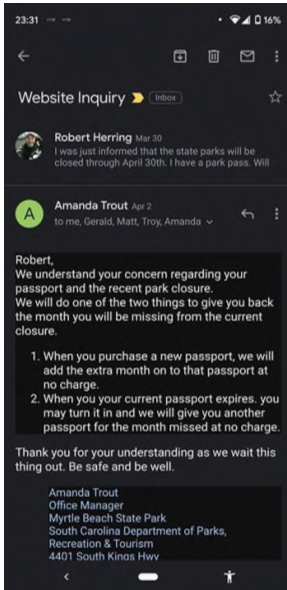 23:31
16%
Website Inquiry
Inbox
Robert Herring Mar 30
I was just informed that the state parks will be
closed through April 30th. I have a park pass. Will
A
Amanda Trout Apr 2
to me, Gerald, Matt, Troy, Amanda
Robert,
We understand your concern regarding your
passport and the recent park closure.
We will do one of the two things to give you back
the month you will be missing from the current
closure.
1. When you purchase a new passport, we will
add the extra month on to that passport at
no charge.
2. When your current passport expires. you
may turn it in and we will give you another
passport for the month missed at no charge.
Thank you for your understanding as we wait this
thing out. Be safe and be well.
Amanda Trout
Office Manager
Myrtle Beach State Park
South Carolina Department of Parks,
Recreation & Tourism
4401 South Kings Hwy